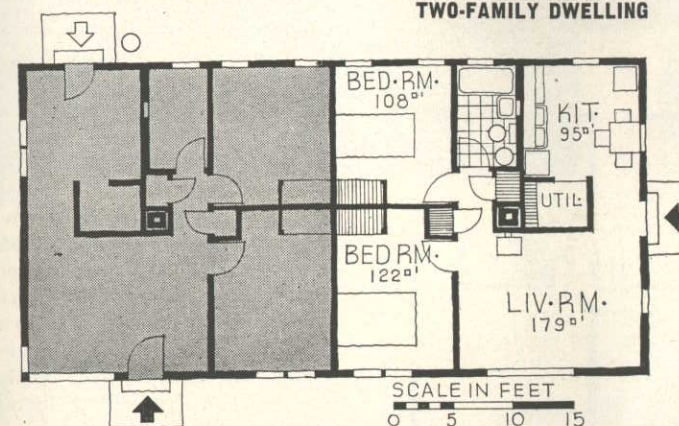 TWO-FAMILY DWELLING
BED·RM·
108□'
KIT·
95□'
UTIL·
BED RM·
122□'
LIV·RM·
179□'
SCALE IN FEET
0 5 10 15